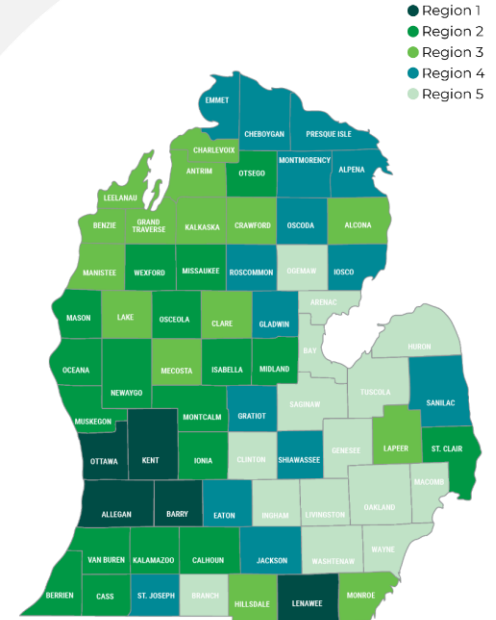 Region 1
Region 2
Region 3
Region 4
Region 5
EMMET
CHEBOYGAN
PRESQUE ISLE
CHARLEVOIX
ANTRIM
OTSEGO
MONTMORENCY
ALPENA
LEELANAU
BENZIE
GRAND
TRAVERSE
KALKASKA
CRAWFORD
OSCODA
ALCONA
MANISTEE
WEXFORD
MISSAUKEE
ROSCOMMON
OGEMAW
IOSCO
ARENAC
MASON
LAKE
OSCEOLA
CLARE
GLADWIN
BAY
HURON
OCEANA
NEWAYGO
MECOSTA
ISABELLA
MIDLAND
TUSCOLA
SANILAC
MUSKEGON
MONTCALM
GRATIOT
SAGINAW
OTTAWA
KENT
IONIA
CLINTON
SHIAWASSEE
GENESEE
LAPEER
ST. CLAIR
MACOMB
ALLEGAN
BARRY
EATON
INGHAM
LIVINGSTON
OAKLAND
VAN BUREN
KALAMAZOO
CALHOUN
JACKSON
WASHTENAW
WAYNE
BERRIEN
CASS
ST. JOSEPH
BRANCH
HILLSDALE
LENAWEE
MONROE